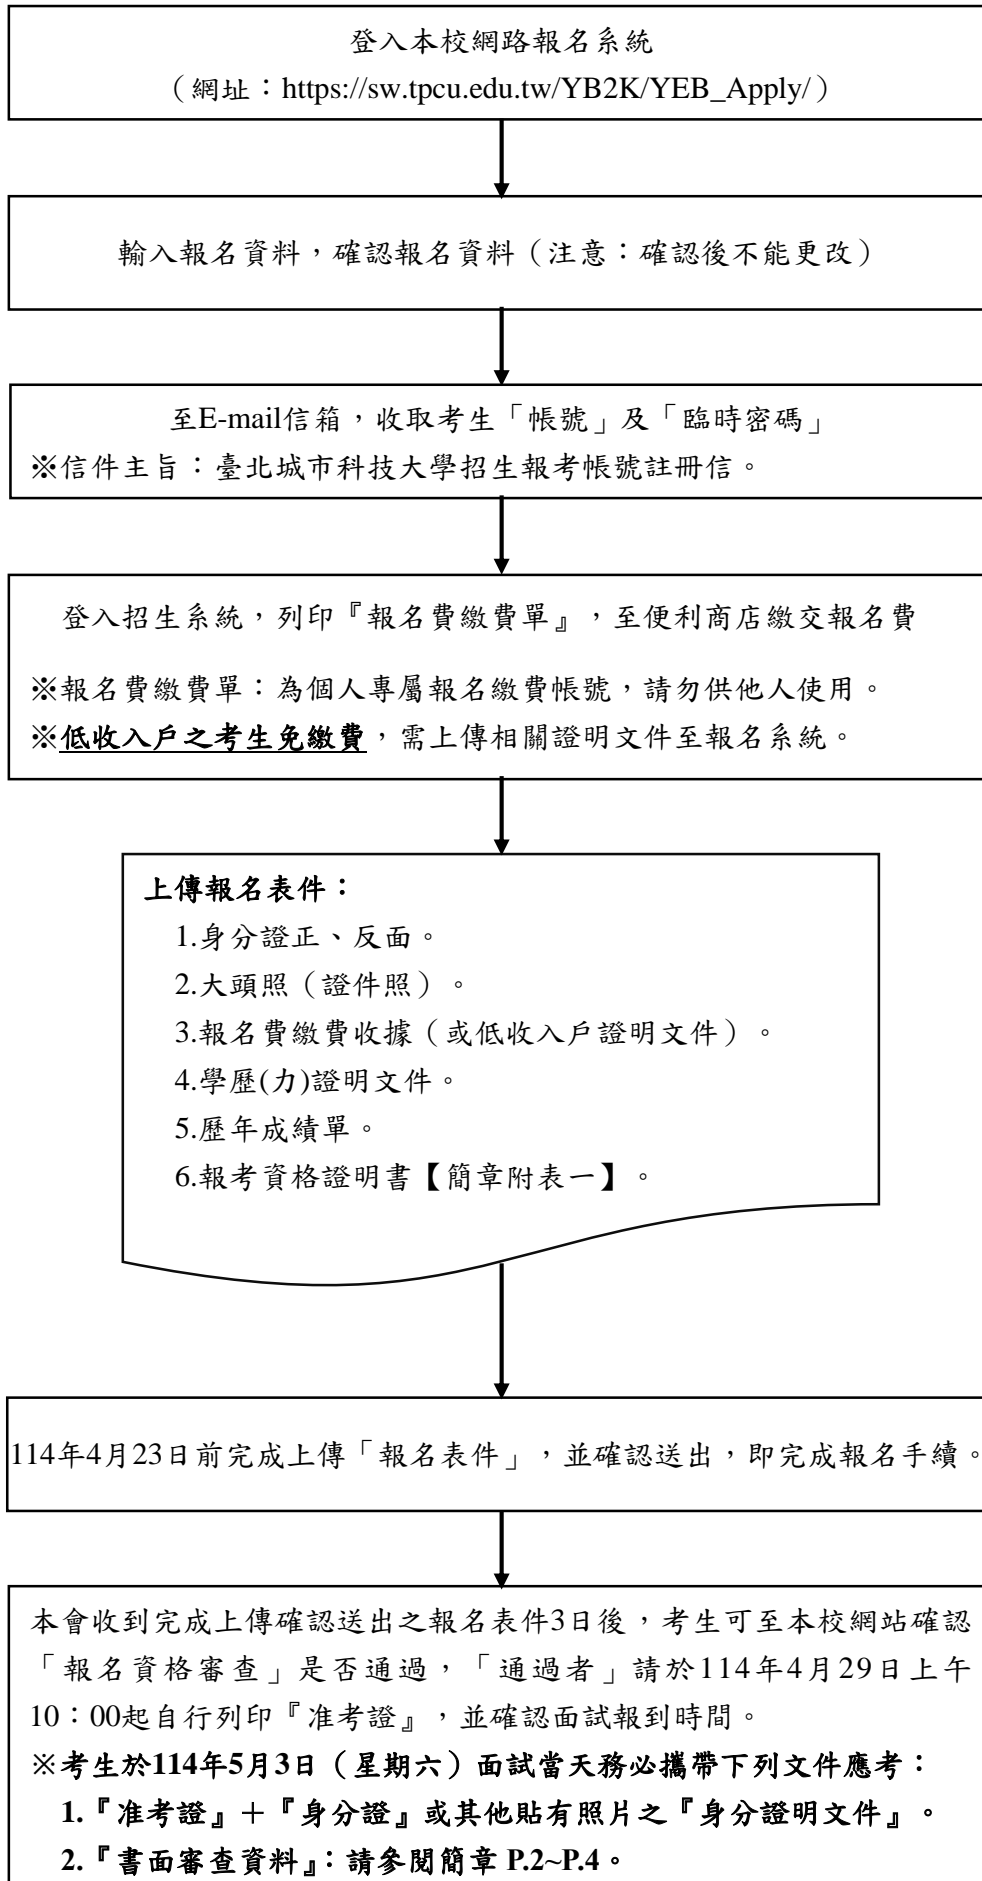 登入本校網路報名系統
（網址：https://sw.tpcu.edu.tw/YB2K/YEB_Apply/）
輸入報名資料，確認報名資料（注意：確認後不能更改）
至E-mail信箱，收取考生「帳號」及「臨時密碼」
※信件主旨：臺北城市科技大學招生報考帳號註冊信。
登入招生系統，列印『報名費繳費單』，至便利商店繳交報名費
※報名費繳費單：為個人專屬報名繳費帳號，請勿供他人使用。
※低收入戶之考生免繳費，需上傳相關證明文件至報名系統。
上傳報名表件：
1.身分證正、反面。
2.大頭照（證件照）。
3.報名費繳費收據（或低收入戶證明文件）。
4.學歷(力)證明文件。
5.歷年成績單。
6.報考資格證明書【簡章附表一】。
114年4月23日前完成上傳「報名表件」，並確認送出，即完成報名手續。
本會收到完成上傳確認送出之報名表件3日後，考生可至本校網站確認
「報名資格審查」是否通過，「通過者」請於114年4月29日上午
10：00起自行列印『准考證』，並確認面試報到時間。
※考生於114年5月3日（星期六）面試當天務必攜帶下列文件應考：
1.『准考證』＋『身分證』或其他貼有照片之『身分證明文件』。
2.『書面審查資料』：請參閱簡章 P.2~P.4。